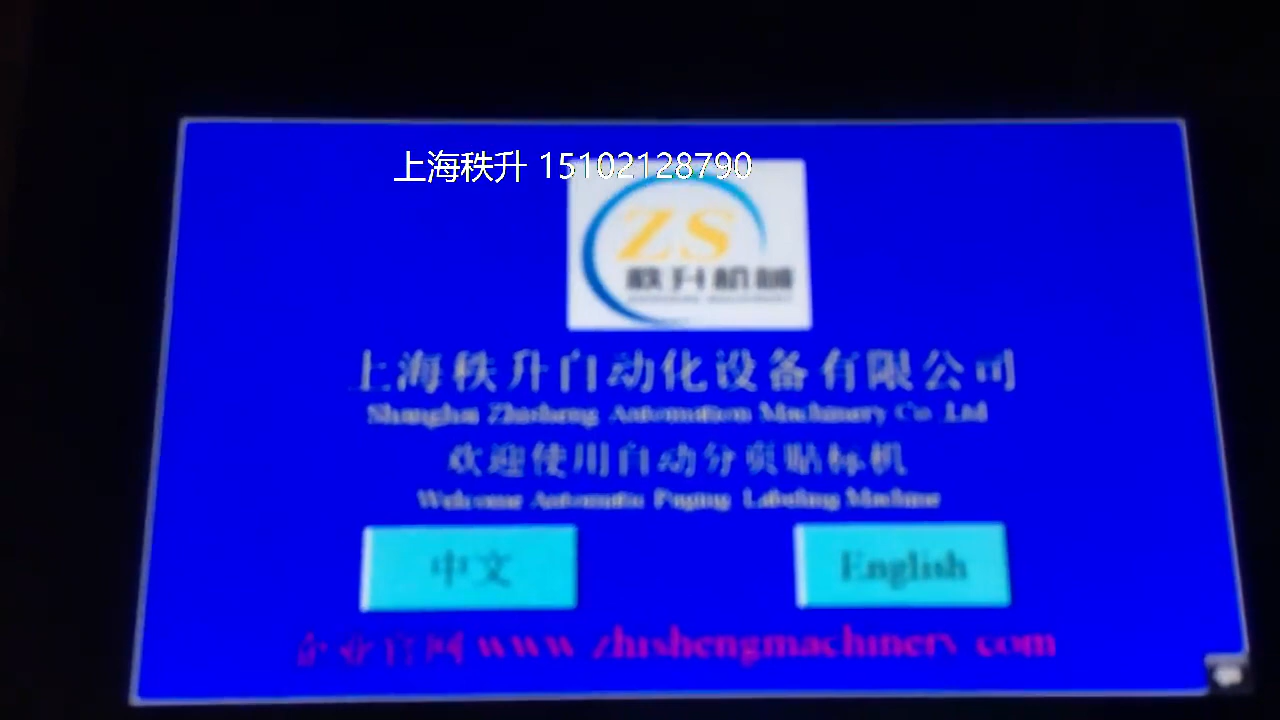 上海秩升 15102128790
ZS
秩升机械
上海秩升自动化设备有限公司
Shanghai Zhisheng Automation Machinery Co.,Ltd
欢迎使用自动分页贴标机
Welcome Automatic Paging Labeling Machine
中文
English
企业官网 www.zhishengmachinery.com